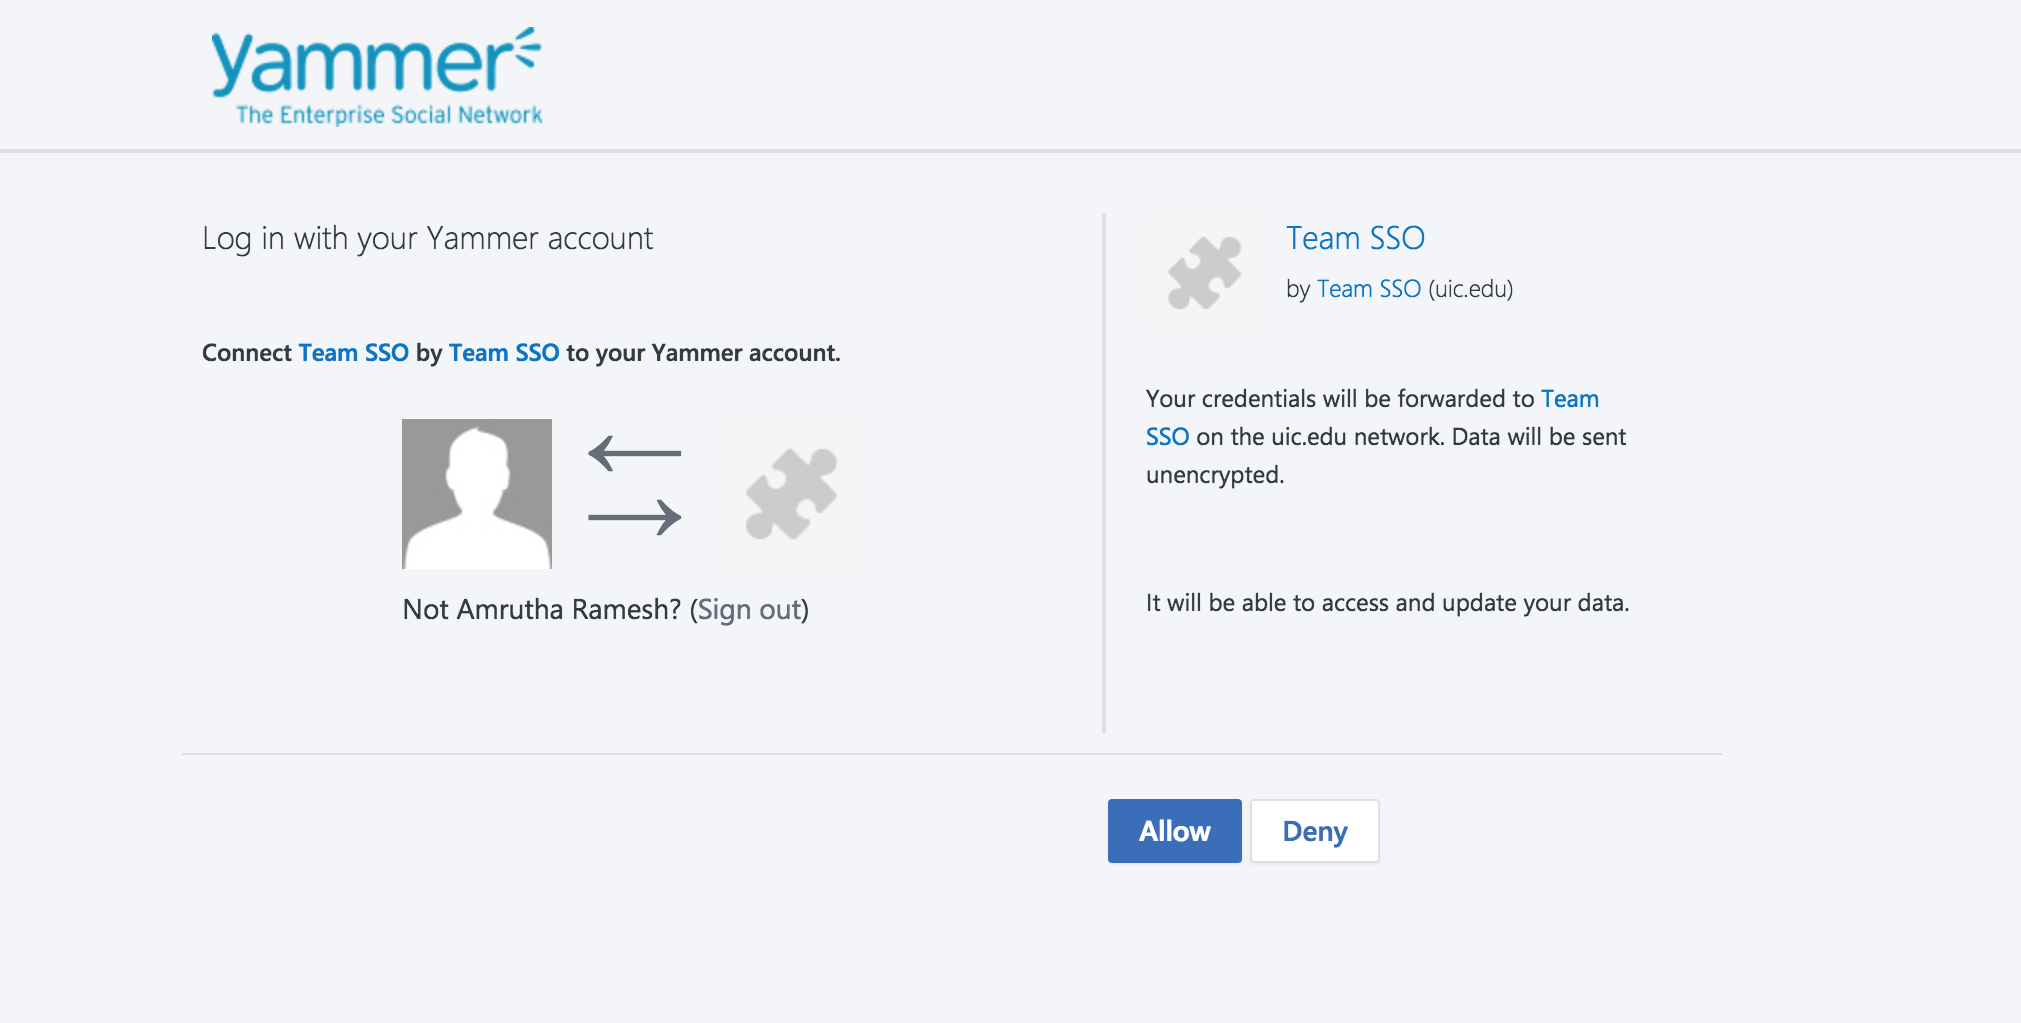 yammer
The Enterprise Social Network
Log in with your Yammer account
Connect Team SSO by Team SSO to your Yammer account.
Not Amrutha Ramesh? (Sign out)
Team SSO
by Team SSO (uic.edu)
Your credentials will be forwarded to Team
SSO on the uic.edu network. Data will be sent
unencrypted.
It will be able to access and update your data.
Allow
Deny